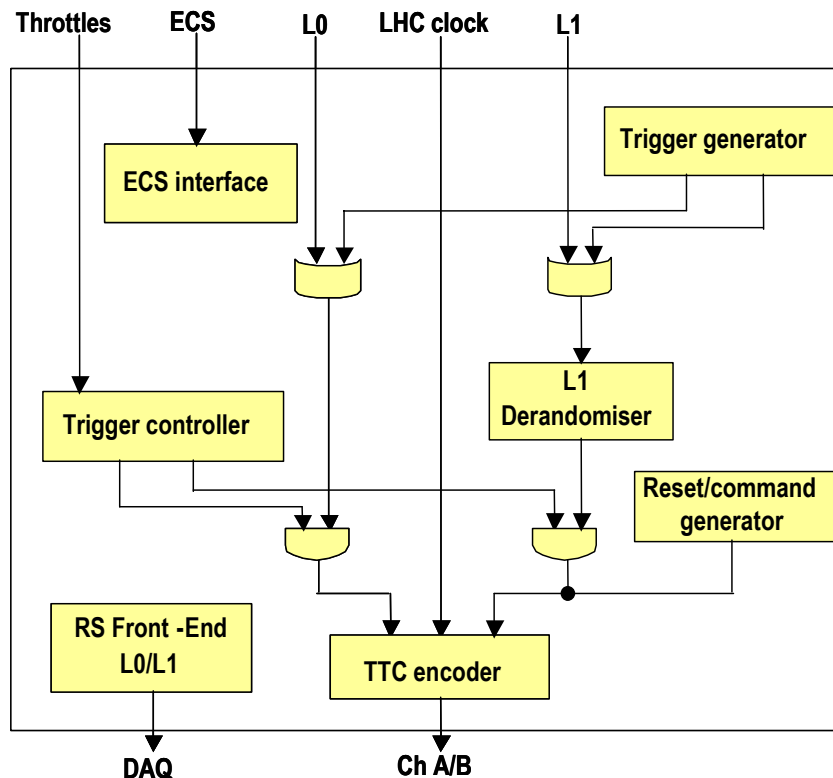 Throttles
ECS
L0
LHC clock
L1
Trigger generator
ECS interface
L1
Derandomiser
Trigger controller
Reset/command
generator
RS Front -End
L0/L1
TTC encoder
DAQ
Ch A/B